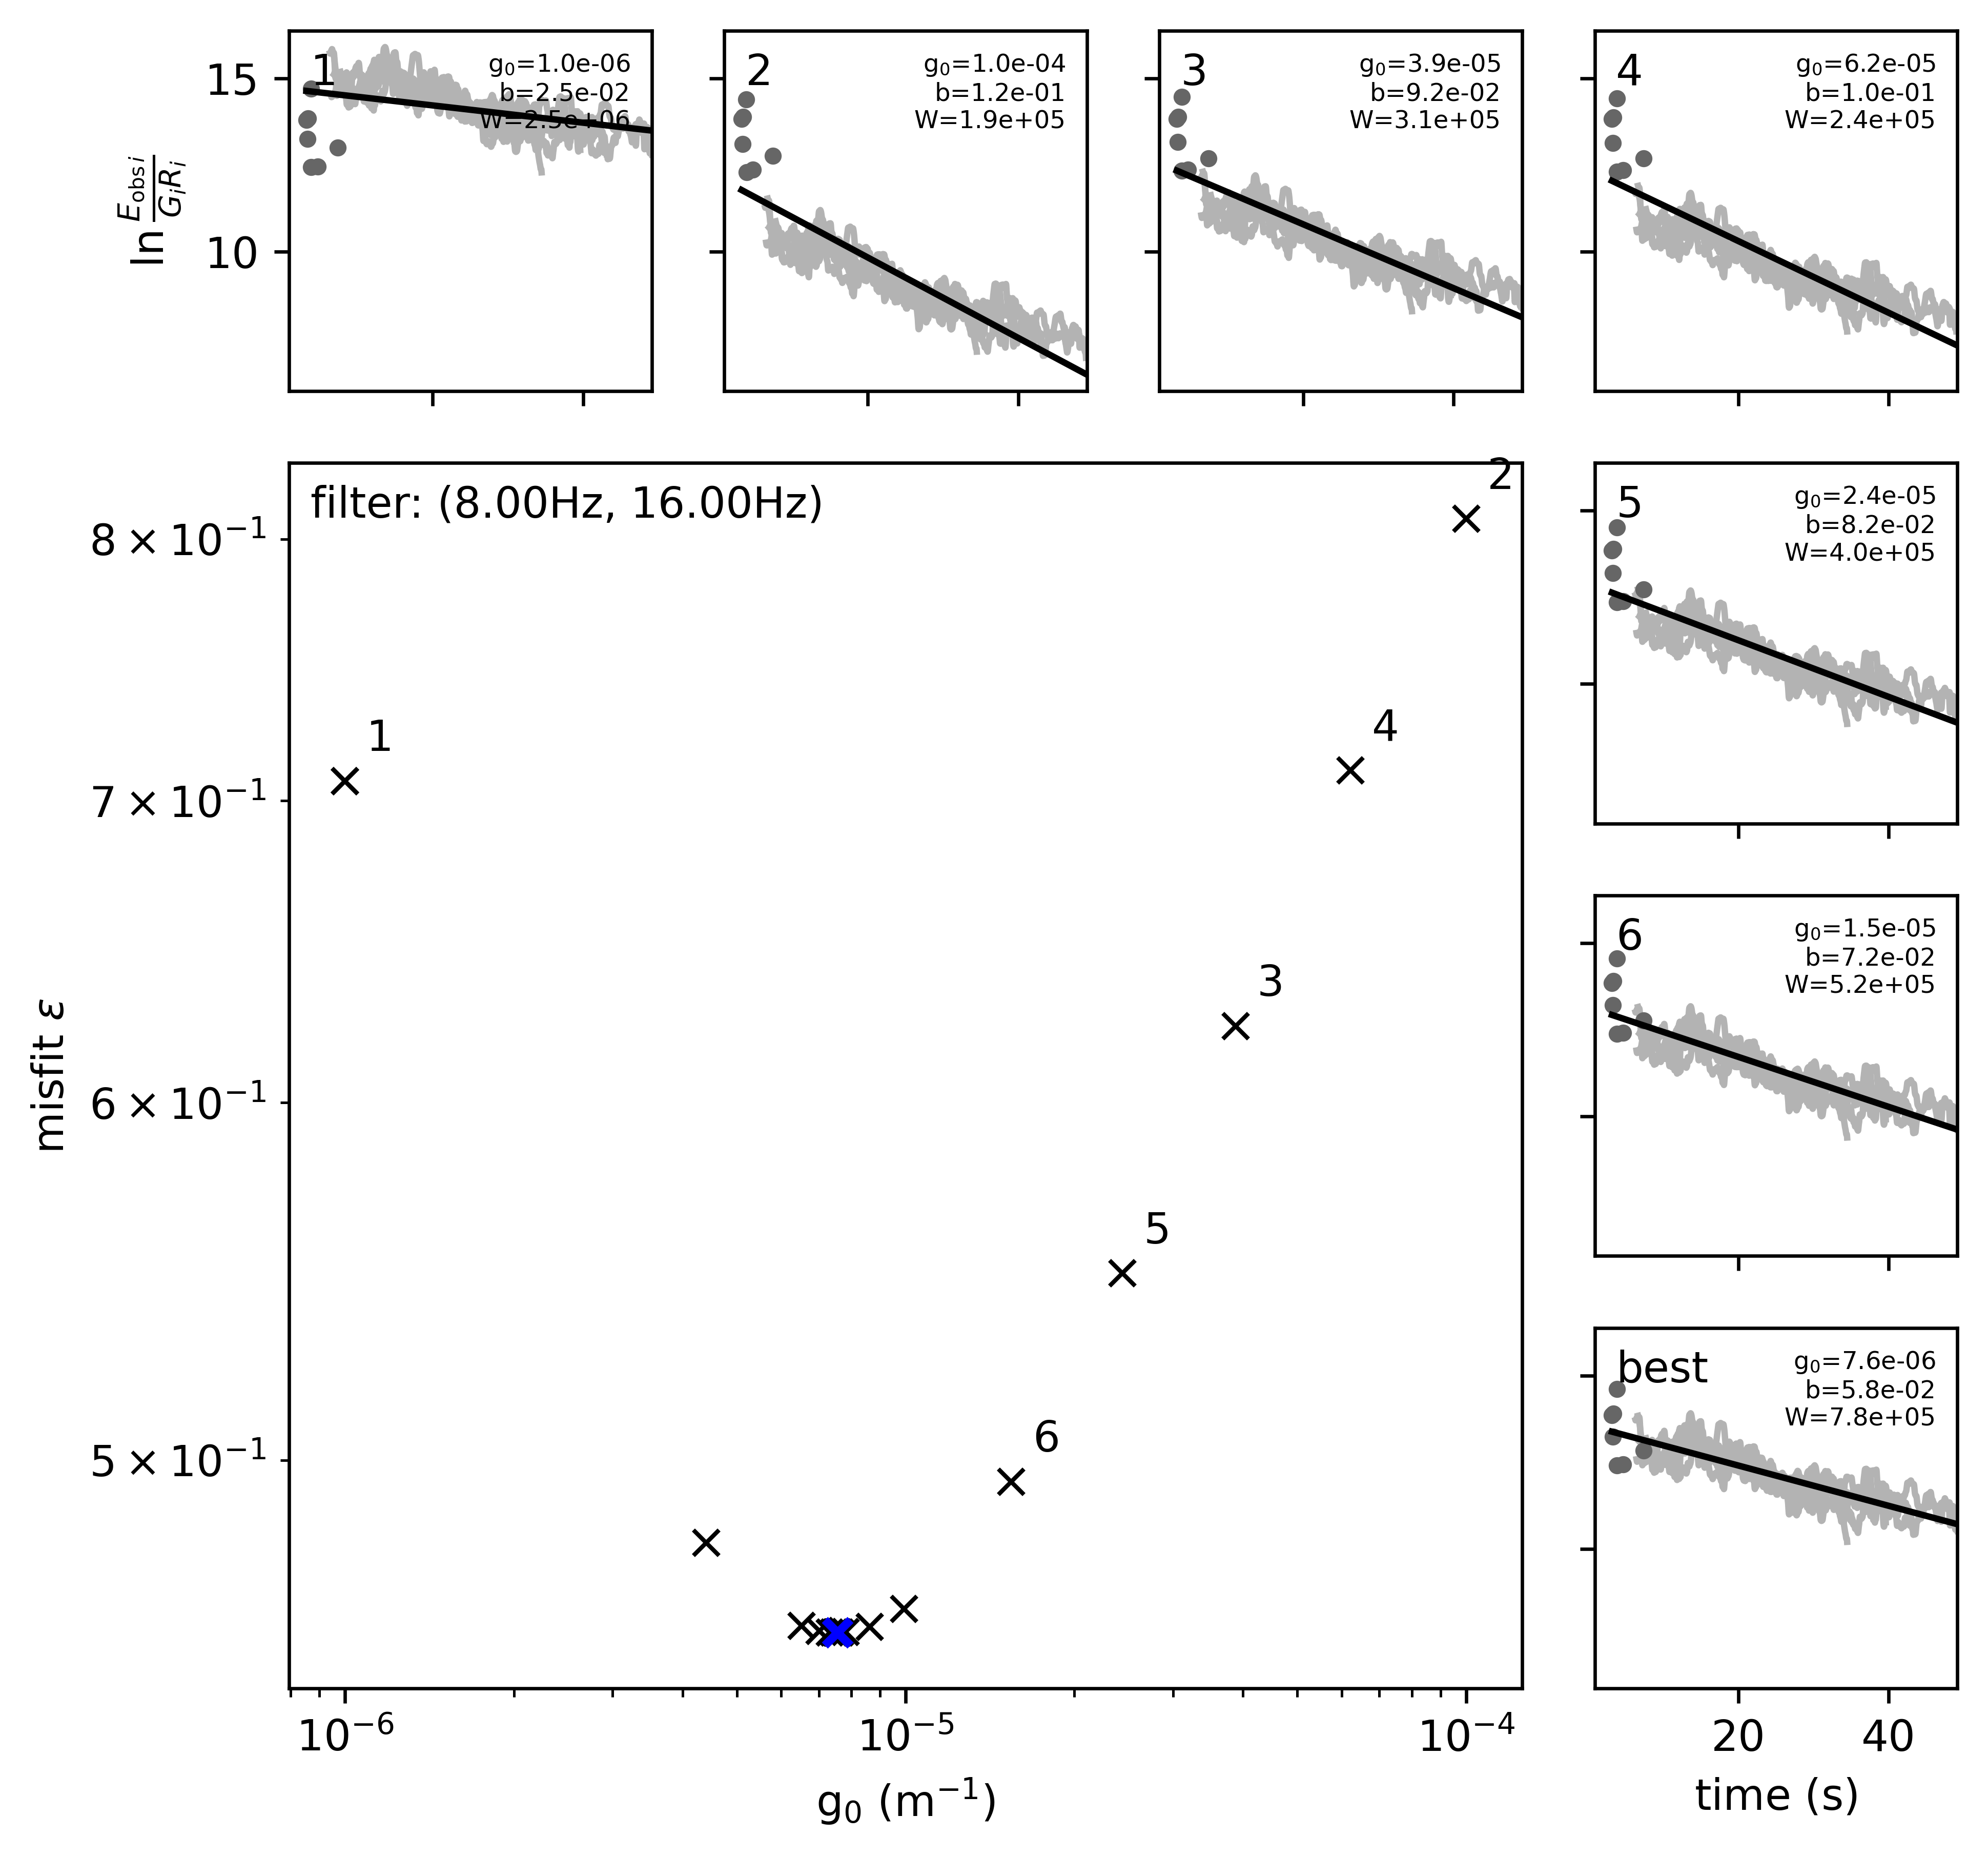 1
g₀=1.0e-06
b=2.5e-02
W=2.5e+06
2
g₀=1.0e-04
b=1.2e-01
W=1.9e+05
3
g₀=3.9e-05
b=9.2e-02
W=3.1e+05
4
g₀=6.2e-05
b=1.0e-01
W=2.4e+05
15
10
ln E_obs i / G_i R_i
filter: (8.00Hz, 16.00Hz)
2
8 × 10⁻¹
1
4
7 × 10⁻¹
3
6 × 10⁻¹
5
6
5 × 10⁻¹
misfit ε
10⁻⁶
10⁻⁵
10⁻⁴
g₀ (m⁻¹)
5
g₀=2.4e-05
b=8.2e-02
W=4.0e+05
6
g₀=1.5e-05
b=7.2e-02
W=5.2e+05
best
g₀=7.6e-06
b=5.8e-02
W=7.8e+05
20
40
time (s)